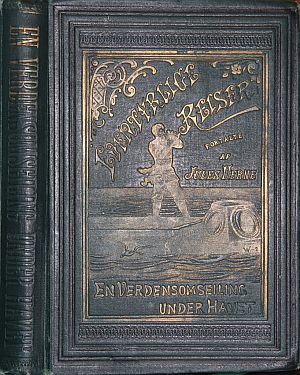 EVENTYRLIGE
REISER
FORTALTE
AF
JULES VERNE
EN VERDENSOMSEILING
UNDER HAVET